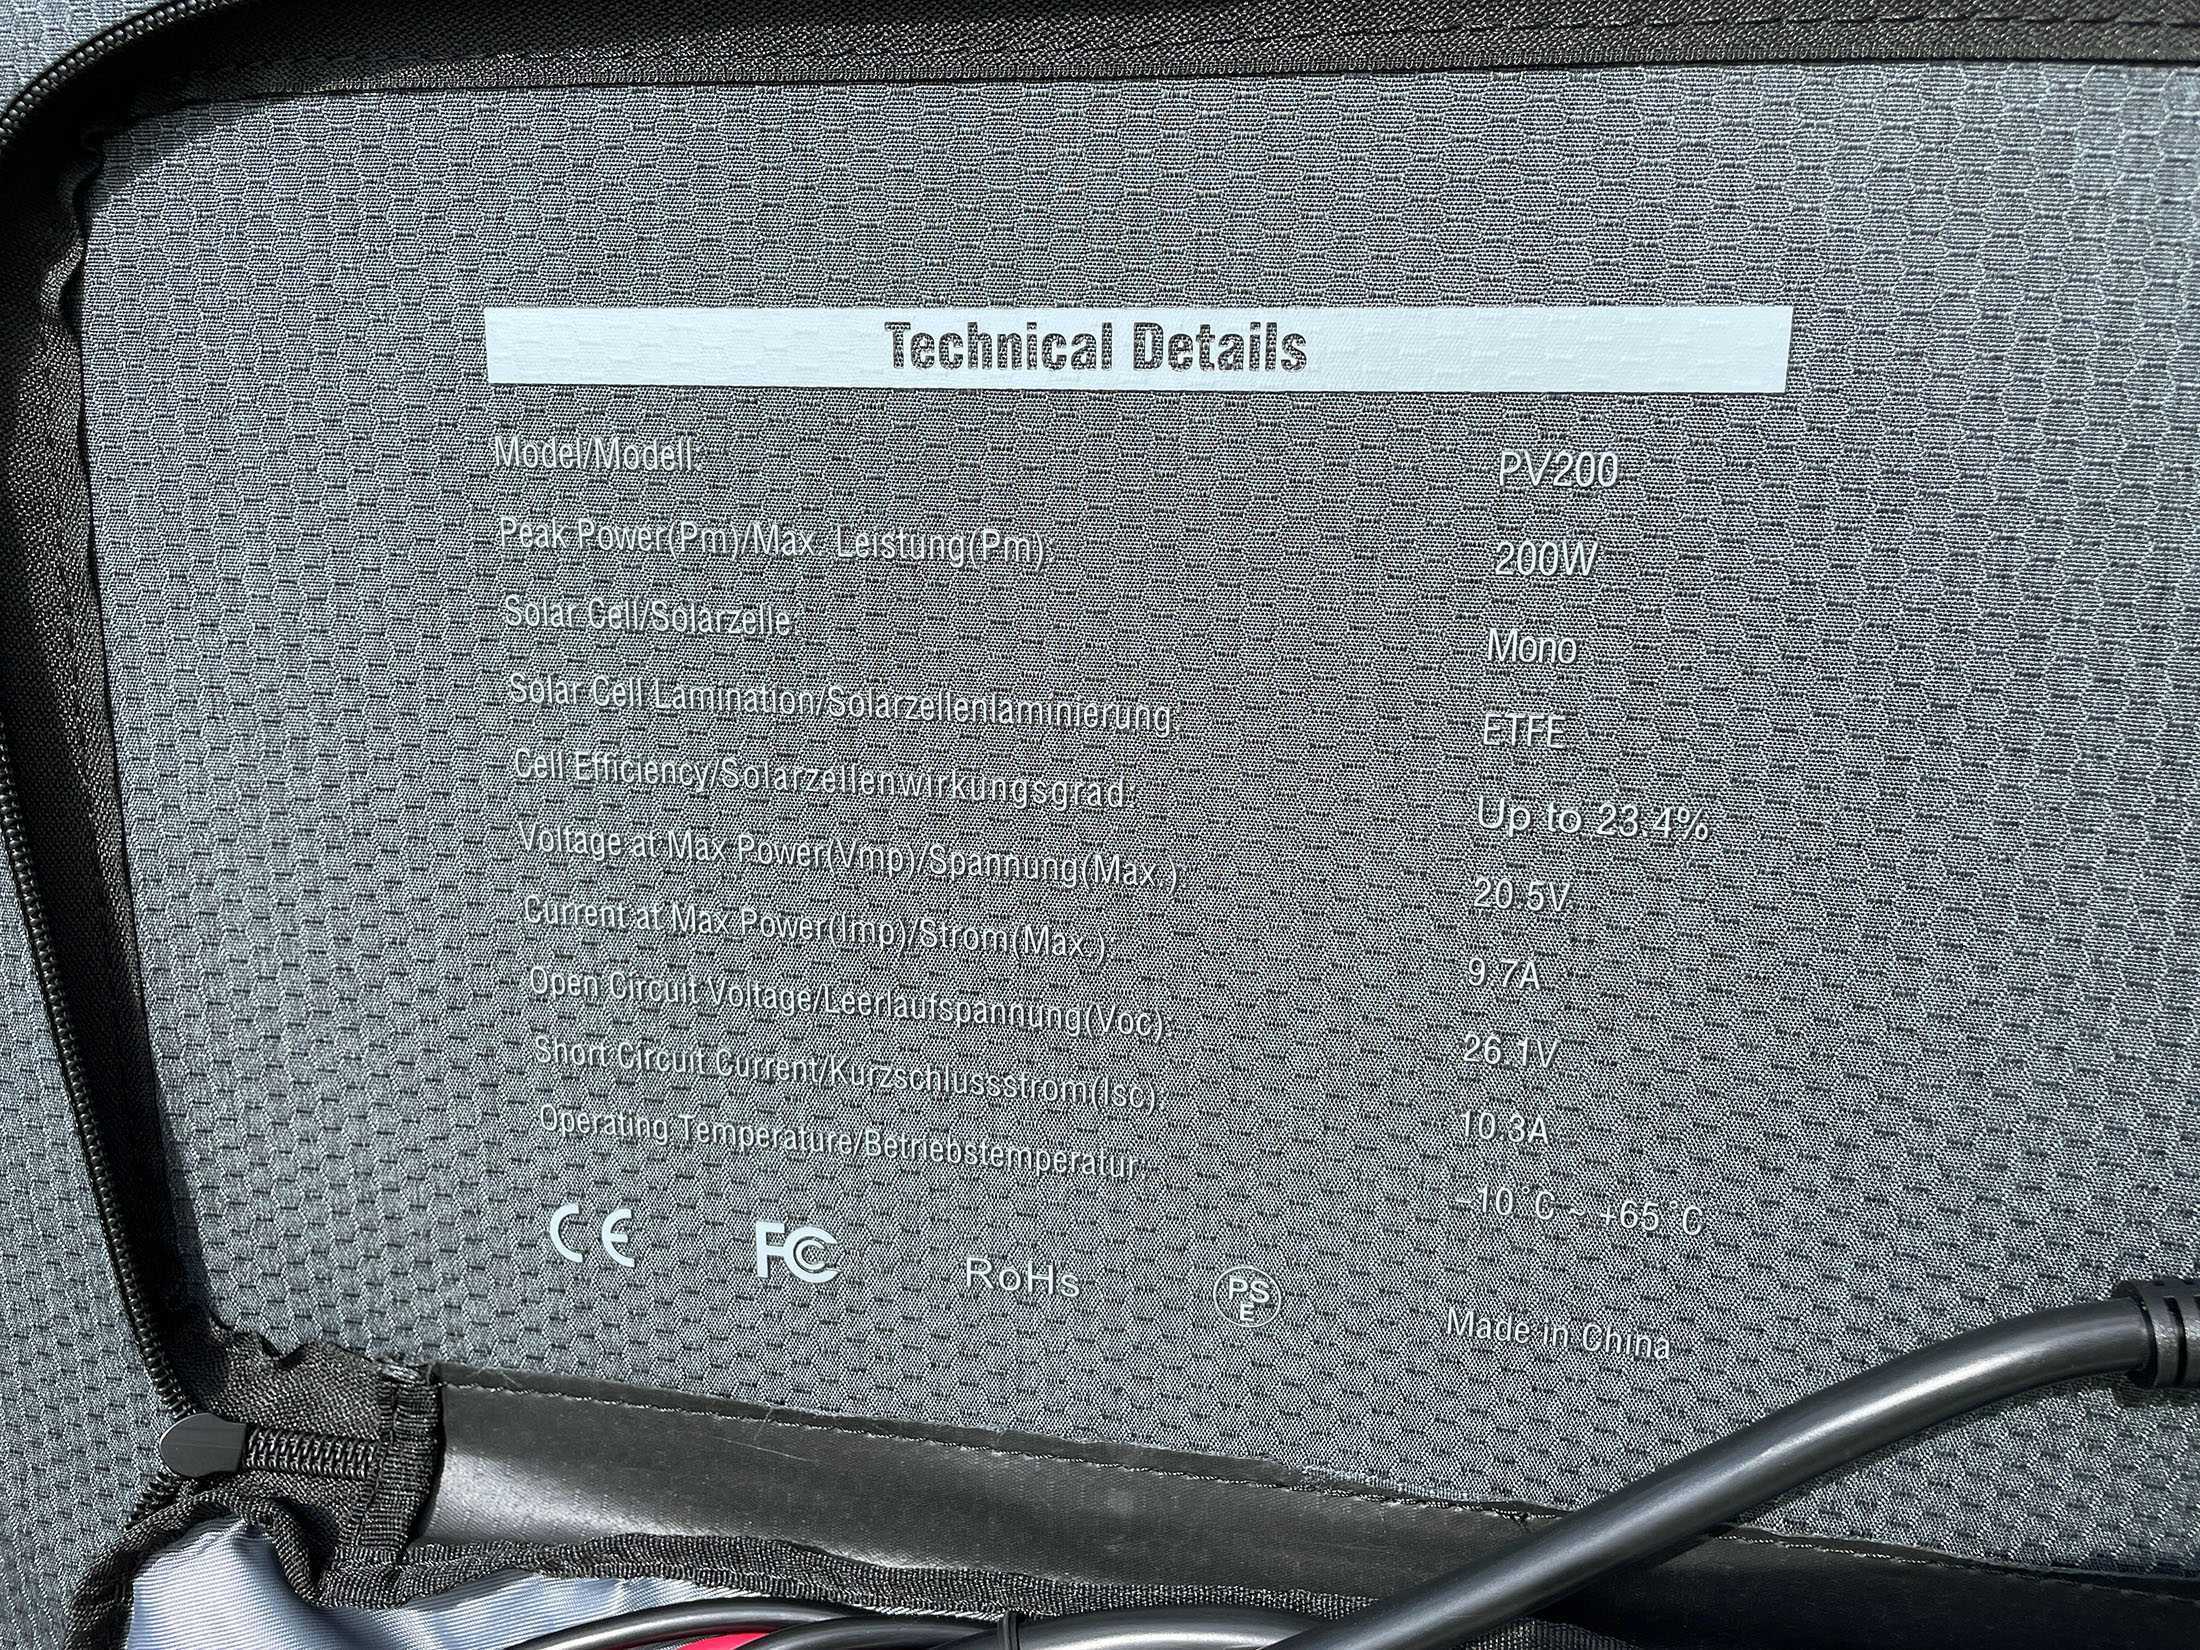 Technical Details
Model/Modell: PV200
Peak Power(Pm)/Max. Leistung(Pm): 200W
Solar Cell/Solarzelle: Mono
Solar Cell Lamination/Solarzellenlaminierung: ETFE
Cell Efficiency/Solarzellenwirkungsgrad: Up to 23.4%
Voltage at Max Power(Vmp)/Spannung(Max.): 20.5V
Current at Max Power(Imp)/Strom(Max.): 9.7A
Open Circuit Voltage/Leerlaufspannung(Voc): 26.1V
Short Circuit Current/Kurzschlussstrom(Isc): 10.3A
Operating Temperature/Betriebstemperatur: -10°C ~ +65°C
CE FC RoHs PSE Made in China